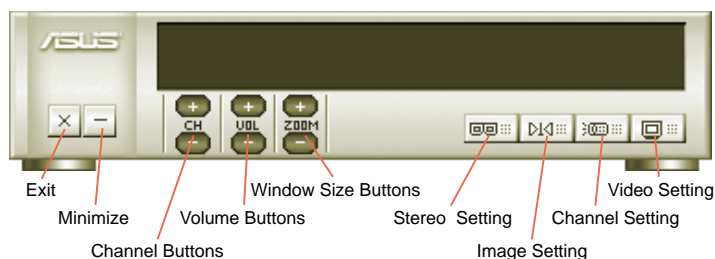 ASUS
CH
VOL
ZOOM
Exit
Window Size Buttons
Video Setting
Minimize
Volume Buttons
Stereo Setting
Channel Setting
Channel Buttons
Image Setting